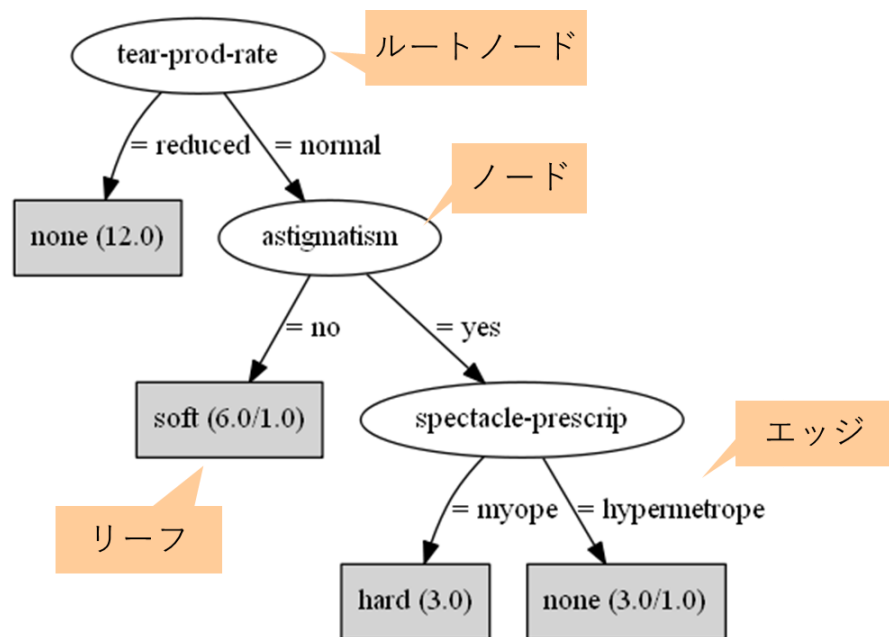 tear-prod-rate
ルートノード
= reduced
= normal
ノード
none (12.0)
astigmatism
= no
= yes
soft (6.0/1.0)
spectacle-prescrip
エッジ
リーフ
= myope
= hypermetrope
hard (3.0)
none (3.0/1.0)